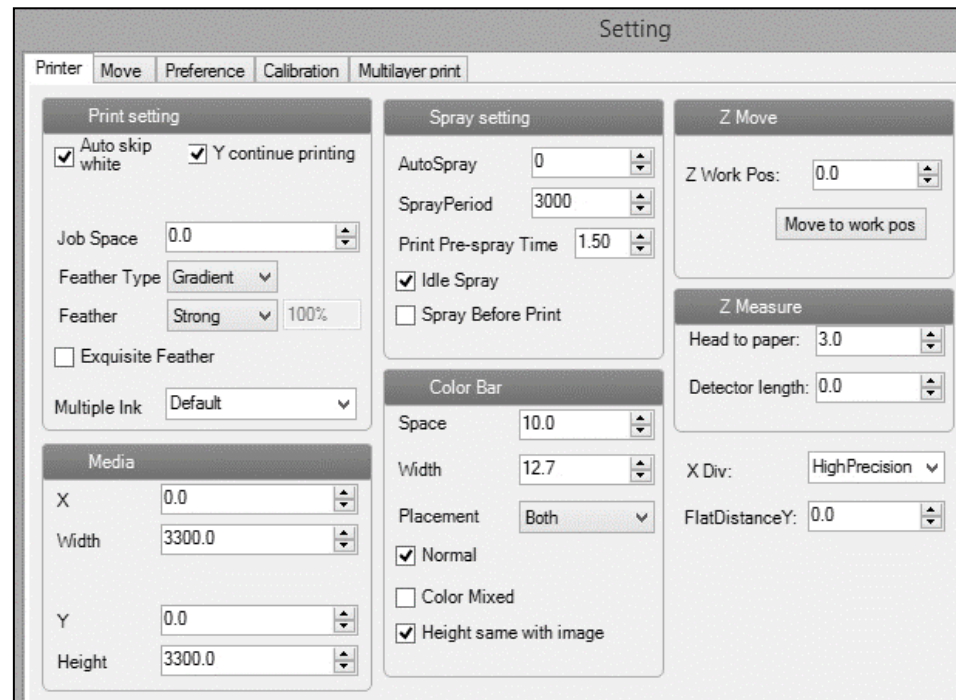 Setting
Printer Move Preference Calibration Multilayer print
Print setting
Auto skip white
Y continue printing
Job Space 0.0
Feather Type Gradient
Feather Strong 100%
Exquisite Feather
Multiple Ink Default
Media
X 0.0
Width 3300.0
Y 0.0
Height 3300.0
Spray setting
AutoSpray 0
SprayPeriod 3000
Print Pre-spray Time 1.50
Idle Spray
Spray Before Print
Color Bar
Space 10.0
Width 12.7
Placement Both
Normal
Color Mixed
Height same with image
Z Move
Z Work Pos: 0.0
Move to work pos
Z Measure
Head to paper: 3.0
Detector length: 0.0
X Div: HighPrecision
FlatDistanceY: 0.0